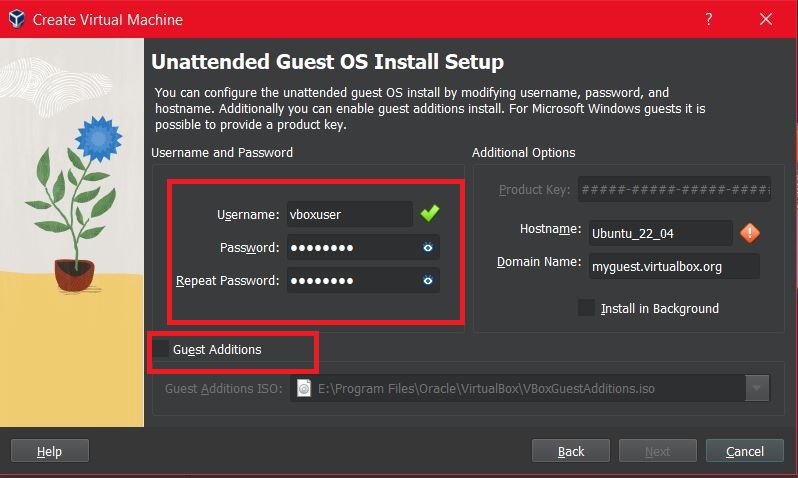 Create Virtual Machine
?
Unattended Guest OS Install Setup
You can configure the unattended guest OS install by modifying username, password, and
hostname. Additionally you can enable guest additions install. For Microsoft Windows guests it is
possible to provide a product key.
Username and Password
Username: vboxuser
Password: ●●●●●●●●
Repeat Password: ●●●●●●●●
Additional Options
Product Key: #####-#####-#####-#####
Hostname: Ubuntu_22_04
Domain Name: myguest.virtualbox.org
Install in Background
Guest Additions
Guest Additions ISO: E:\Program Files\Oracle\VirtualBox\VBoxGuestAdditions.iso
Help
Back
Next
Cancel